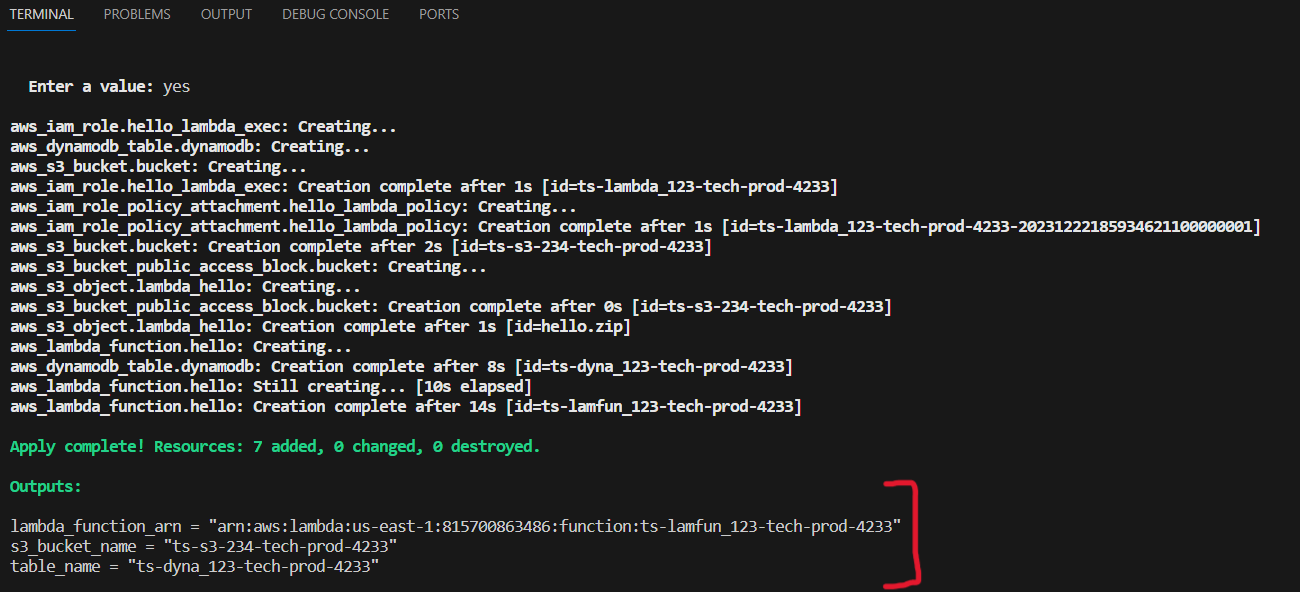 TERMINAL PROBLEMS OUTPUT DEBUG CONSOLE PORTS
Enter a value: yes
aws_iam_role.hello_lambda_exec: Creating...
aws_dynamodb_table.dynamodb: Creating...
aws_s3_bucket.bucket: Creating...
aws_iam_role.hello_lambda_exec: Creation complete after 1s [id=ts-lambda_123-tech-prod-4233]
aws_iam_role_policy_attachment.hello_lambda_policy: Creating...
aws_iam_role_policy_attachment.hello_lambda_policy: Creation complete after 1s [id=ts-lambda_123-tech-prod-4233-20231222185934621100000001]
aws_s3_bucket.bucket: Creation complete after 2s [id=ts-s3-234-tech-prod-4233]
aws_s3_bucket_public_access_block.bucket: Creating...
aws_s3_object.lambda_hello: Creating...
aws_s3_bucket_public_access_block.bucket: Creation complete after 0s [id=ts-s3-234-tech-prod-4233]
aws_s3_object.lambda_hello: Creation complete after 1s [id=hello.zip]
aws_lambda_function.hello: Creating...
aws_dynamodb_table.dynamodb: Creation complete after 8s [id=ts-dyna_123-tech-prod-4233]
aws_lambda_function.hello: Still creating... [10s elapsed]
aws_lambda_function.hello: Creation complete after 14s [id=ts-lamfun_123-tech-prod-4233]
Apply complete! Resources: 7 added, 0 changed, 0 destroyed.
Outputs:
lambda_function_arn = "arn:aws:lambda:us-east-1:815700863486:function:ts-lamfun_123-tech-prod-4233"
s3_bucket_name = "ts-s3-234-tech-prod-4233"
table_name = "ts-dyna_123-tech-prod-4233"